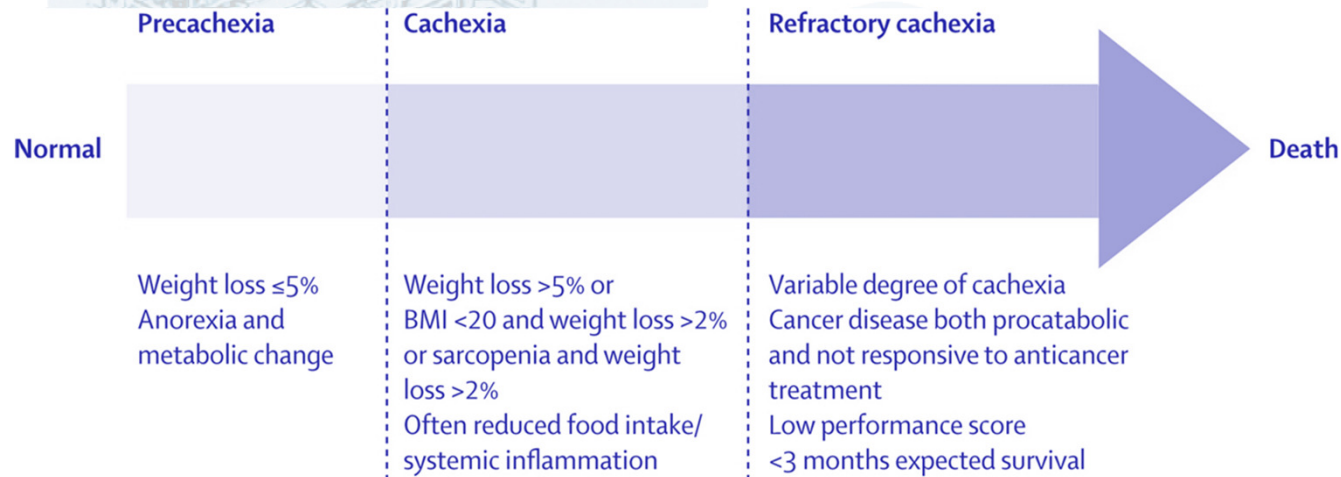 Precachexia
Cachexia
Refractory cachexia
Normal
Death
Weight loss ≤5%
Anorexia and
metabolic change
Weight loss >5% or
BMI <20 and weight loss >2%
or sarcopenia and weight
loss >2%
Often reduced food intake/
systemic inflammation
Variable degree of cachexia
Cancer disease both procatabolic
and not responsive to anticancer
treatment
Low performance score
<3 months expected survival